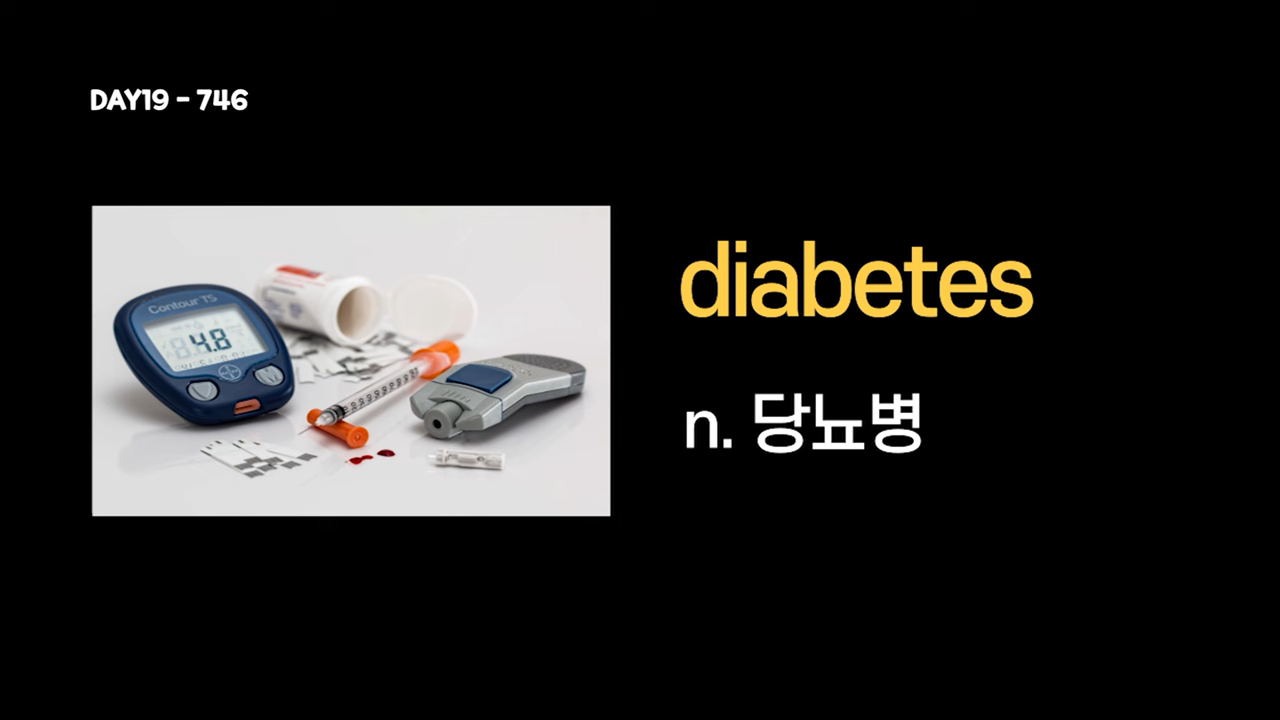 DAY19 - 746
diabetes
n. 당뇨병
Contour TS
4.8